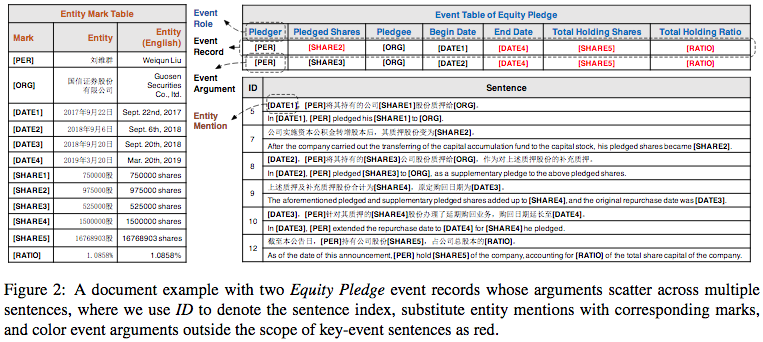 Entity Mark Table
Mark Entity Entity (English)
[PER] 刘维群 Weiqun Liu
[ORG] 国信证券股份有限公司 Guosen Securities Co., ltd.
[DATE1] 2017年9月22日 Sept. 22nd, 2017
[DATE2] 2018年9月6日 Sept. 6th, 2018
[DATE3] 2018年9月20日 Sept. 20th, 2018
[DATE4] 2019年3月20日 Mar. 20th, 2019
[SHARE1] 750000股 750000 shares
[SHARE2] 975000股 975000 shares
[SHARE3] 525000股 525000 shares
[SHARE4] 1500000股 1500000 shares
[SHARE5] 16768903股 16768903 shares
[RATIO] 1.0858% 1.0858%
Event Role
Event Record
Event Argument
Entity Mention
Event Table of Equity Pledge
Pledger Pledged Shares Pledgee Begin Date End Date Total Holding Shares Total Holding Ratio
[PER] [SHARE2] [ORG] [DATE1] [DATE4] [SHARE5] [RATIO]
[PER] [SHARE3] [ORG] [DATE2] [DATE4] [SHARE5] [RATIO]
ID Sentence
5 [DATE1]，[PER]将其持有的公司[SHARE1]股份质押给[ORG]。
In [DATE1], [PER] pledged his [SHARE1] to [ORG].
7 公司实施资本公积金转增股本后，其质押股份变为[SHARE2]。
After the company carried out the transferring of the capital accumulation fund to the capital stock, his pledged shares became [SHARE2].
8 [DATE2]，[PER]将其持有的[SHARE3]公司股份质押给[ORG]，作为对上述质押股份的补充质押。
In [DATE2], [PER] pledged [SHARE3] to [ORG], as a supplementary pledge to the above pledged shares.
9 上述质押及补充质押股份合计为[SHARE4]，原定购回日期为[DATE3]。
The aforementioned pledged and supplementary pledged shares added up to [SHARE4], and the original repurchase date was [DATE3].
10 [DATE3]，[PER]针对其质押的[SHARE4]股份办理了延期购回业务，购回日期延长至[DATE4]。
In [DATE3], [PER] extended the repurchase date to [DATE4] for [SHARE4] he pledged.
12 截至本公告日，[PER]持有公司股份[SHARE5]，占公司总股本的[RATIO]。
As of the date of this announcement, [PER] hold [SHARE5] of the company, accounting for [RATIO] of the total share capital of the company.
Figure 2: A document example with two Equity Pledge event records whose arguments scatter across multiple
sentences, where we use ID to denote the sentence index, substitute entity mentions with corresponding marks,
and color event arguments outside the scope of key-event sentences as red.